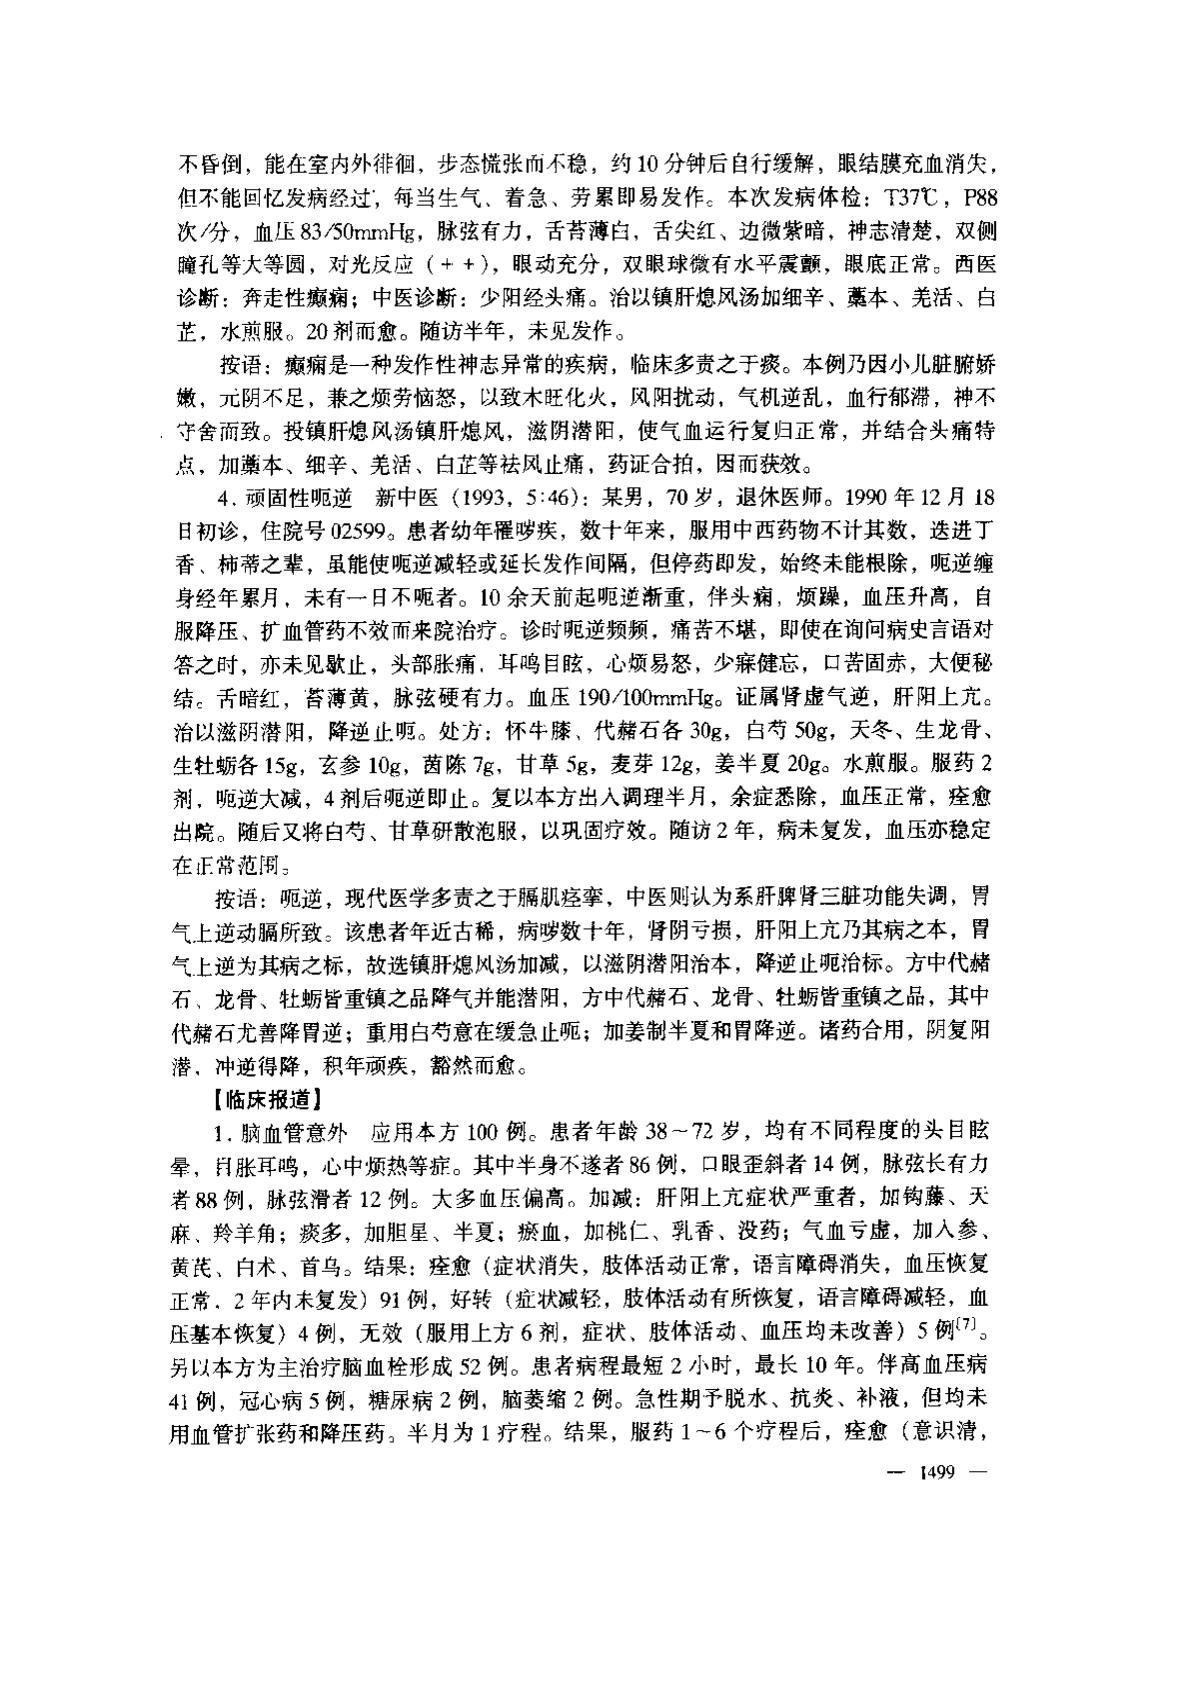 不昏倒，能在室内外徘徊，步态慌张而不稳，约10分钟后自行缓解，眼结膜充血消失，
但不能回忆发病经过，每当生气、着急、劳累即易发作。本次发病体检：T37℃，P88
次/分，血压83/50mmHg，脉弦有力，舌苔薄白，舌尖红、边微紫暗，神志清楚，双侧
瞳孔等大等圆，对光反应（++），眼动充分，双眼球微有水平震颤，眼底正常。西医
诊断：奔走性癫痫；中医诊断：少阳经头痛。治以镇肝熄风汤加细辛、藁本、羌活、白
芷，水煎服。20剂而愈。随访半年，未见发作。
按语：癫痫是一种发作性神志异常的疾病，临床多责之于痰。本例乃因小儿脏腑娇
嫩，元阴不足，兼之烦劳恼怒，以致木旺化火，风阳扰动，气机逆乱，血行郁滞，神不
守舍而致。投镇肝熄风汤镇肝熄风，滋阴潜阳，使气血运行复归正常，并结合头痛特
点，加藁本、细辛、羌活、白芷等祛风止痛，药证合拍，因而获效。
4. 顽固性呃逆　新中医（1993，5:46）：某男，70岁，退休医师。1990年12月18
日初诊，住院号02599。患者幼年罹哕疾，数十年来，服用中西药物不计其数，迭进丁
香、柿蒂之辈，虽能使呃逆减轻或延长发作间隔，但停药即发，始终未能根除，呃逆缠
身经年累月，未有一日不呃者。10余天前起呃逆渐重，伴头痛，烦躁，血压升高，自
服降压、扩血管药不效而来院治疗。诊时呃逆频频，痛苦不堪，即使在询问病史言语对
答之时，亦未见歇止，头部胀痛，耳鸣目眩，心烦易怒，少寐健忘，口苦固赤，大便秘
结。舌暗红，苔薄黄，脉弦硬有力。血压190/100mmHg。证属肾虚气逆，肝阳上亢。
治以滋阴潜阳，降逆止呃。处方：怀牛膝、代赭石各30g，白芍50g，天冬、生龙骨、
生牡蛎各15g，玄参10g，茵陈7g，甘草5g，麦芽12g，姜半夏20g。水煎服。服药2
剂，呃逆大减，4剂后呃逆即止。复以本方出入调理半月，余症悉除，血压正常，痊愈
出院。随后又将白芍、甘草研散泡服，以巩固疗效。随访2年，病未复发，血压亦稳定
在正常范围。
按语：呃逆，现代医学多责之于膈肌痉挛，中医则认为系肝脾肾三脏功能失调，胃
气上逆动膈所致。该患者年近古稀，病哕数十年，肾阴亏损，肝阳上亢乃其病之本，胃
气上逆为其病之标，故选镇肝熄风汤加减，以滋阴潜阳治本，降逆止呃治标。方中代赭
石、龙骨、牡蛎皆重镇之品降气并能潜阳，方中代赭石、龙骨、牡蛎皆重镇之品，其中
代赭石尤善降胃逆；重用白芍意在缓急止呃；加姜制半夏和胃降逆。诸药合用，阴复阳
潜，冲逆得降，积年顽疾，豁然而愈。
【临床报道】
1. 脑血管意外　应用本方100例。患者年龄38～72岁，均有不同程度的头目眩
晕，目胀耳鸣，心中烦热等症。其中半身不遂者86例，口眼歪斜者14例，脉弦长有力
者88例，脉弦滑者12例。大多血压偏高。加减：肝阳上亢症状严重者，加钩藤、天
麻、羚羊角；痰多，加胆星、半夏；瘀血，加桃仁、乳香、没药；气血亏虚，加人参、
黄芪、白术、首乌。结果：痊愈（症状消失，肢体活动正常，语言障碍消失，血压恢复
正常，2年内未复发）91例，好转（症状减轻，肢体活动有所恢复，语言障碍减轻，血
压基本恢复）4例，无效（服用上方6剂，症状、肢体活动、血压均未改善）5例〔7〕。
另以本方为主治疗脑血栓形成52例。患者病程最短2小时，最长10年。伴高血压病
41例，冠心病5例，糖尿病2例，脑萎缩2例。急性期予脱水、抗炎、补液，但均未
用血管扩张药和降压药。半月为1疗程。结果，服药1～6个疗程后，痊愈（意识清，
— 1499 —